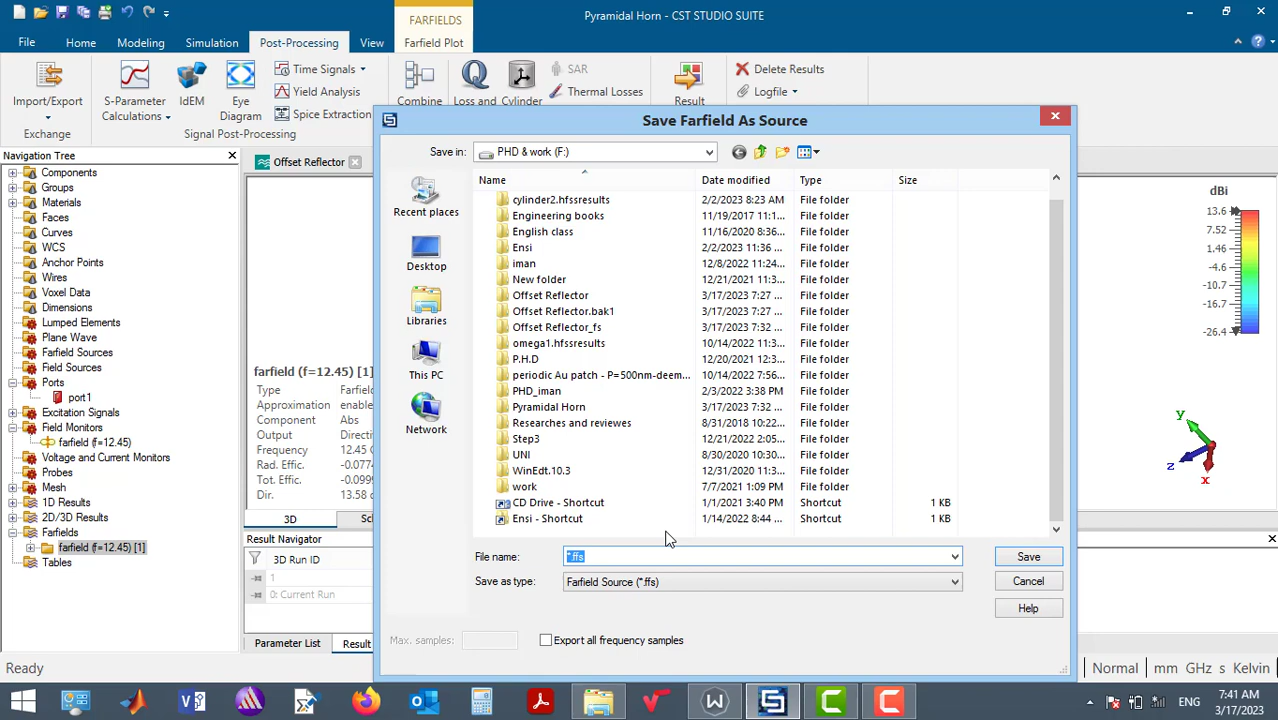 Pyramidal Horn - CST STUDIO SUITE
FARFIELDS
File
Home
Modeling
Simulation
Post-Processing
View
Farfield Plot
Import/Export
Exchange
S-Parameter
Calculations
IdEM
Eye
Diagram
Time Signals
Yield Analysis
Spice Extraction
Signal Post-Processing
Combine
Loss and
Cylinder
SAR
Thermal Losses
Result
Delete Results
Logfile
Navigation Tree
Components
Groups
Materials
Faces
Curves
WCS
Anchor Points
Wires
Voxel Data
Dimensions
Lumped Elements
Plane Wave
Farfield Sources
Field Sources
Ports
port1
Excitation Signals
Field Monitors
farfield (f=12.45)
Voltage and Current Monitors
Probes
Mesh
1D Results
2D/3D Results
Farfields
farfield (f=12.45) [1]
Tables
Offset Reflector
farfield (f=12.45) [1]
Type Farfiel
Approximation enable
Component Abs
Output Directi
Frequency 12.45 G
Rad. Effic. -0.0774
Tot. Effic. -0.0995
Dir. 13.58 d
3D
Sc
Result Navigator
3D Run ID
1
0: Current Run
Parameter List
Result
Save Farfield As Source
Save in:
PHD & work (F:)
Name Date modified Type Size
cylinder2.hfssresults 2/2/2023 8:23 AM File folder
Engineering books 11/19/2017 11:1... File folder
English class 11/16/2020 8:36... File folder
Ensi 2/2/2023 11:36 ... File folder
iman 12/8/2022 11:24... File folder
New folder 12/21/2021 11:3... File folder
Offset Reflector 3/17/2023 7:27 ... File folder
Offset Reflector.bak1 3/17/2023 7:27 ... File folder
Offset Reflector_fs 3/17/2023 7:32 ... File folder
omega1.hfssresults 10/14/2022 11:... File folder
P.H.D 12/20/2021 12:3... File folder
periodic Au patch - P=500nm-deem... 10/14/2022 7:56... File folder
PHD_iman 2/3/2022 3:38 PM File folder
Pyramidal Horn 3/17/2023 7:32 ... File folder
Researches and reviewes 8/31/2018 10:22... File folder
Step3 12/21/2022 2:05... File folder
UNI 8/30/2020 10:30... File folder
WinEdt.10.3 12/31/2020 11:3... File folder
work 7/7/2021 1:09 PM File folder
CD Drive - Shortcut 1/1/2021 3:40 PM Shortcut 1 KB
Ensi - Shortcut 1/14/2022 8:44 ... Shortcut 1 KB
Recent places
Desktop
Libraries
This PC
Network
File name:
*.ffs
Save
Save as type:
Farfield Source (*.ffs)
Cancel
Help
Max. samples:
Export all frequency samples
dBi
13.6
7.52
1.46
-4.6
-10.7
-16.7
-26.4
y
z
x
Ready
Normal
mm GHz s Kelvin
ENG
7:41 AM
3/17/2023